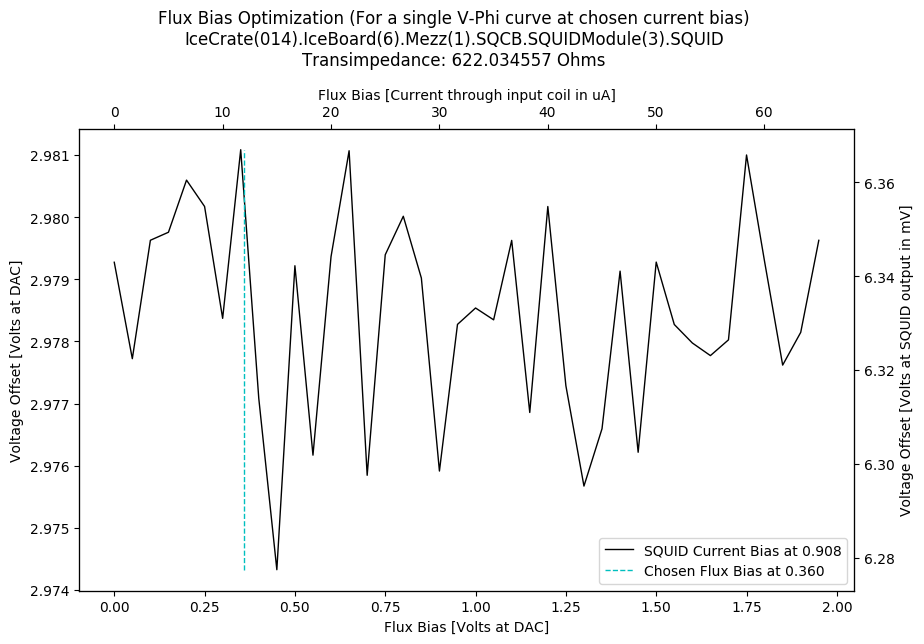 Flux Bias Optimization (For a single V-Phi curve at chosen current bias)
IceCrate(014).IceBoard(6).Mezz(1).SQCB.SQUIDModule(3).SQUID
Transimpedance: 622.034557 Ohms
Flux Bias [Current through input coil in uA]
0 10 20 30 40 50 60
Voltage Offset [Volts at DAC]
2.981
2.980
2.979
2.978
2.977
2.976
2.975
2.974
6.36
6.34
6.32
6.30
6.28
Voltage Offset [Volts at SQUID output in mV]
SQUID Current Bias at 0.908
Chosen Flux Bias at 0.360
0.00 0.25 0.50 0.75 1.00 1.25 1.50 1.75 2.00
Flux Bias [Volts at DAC]